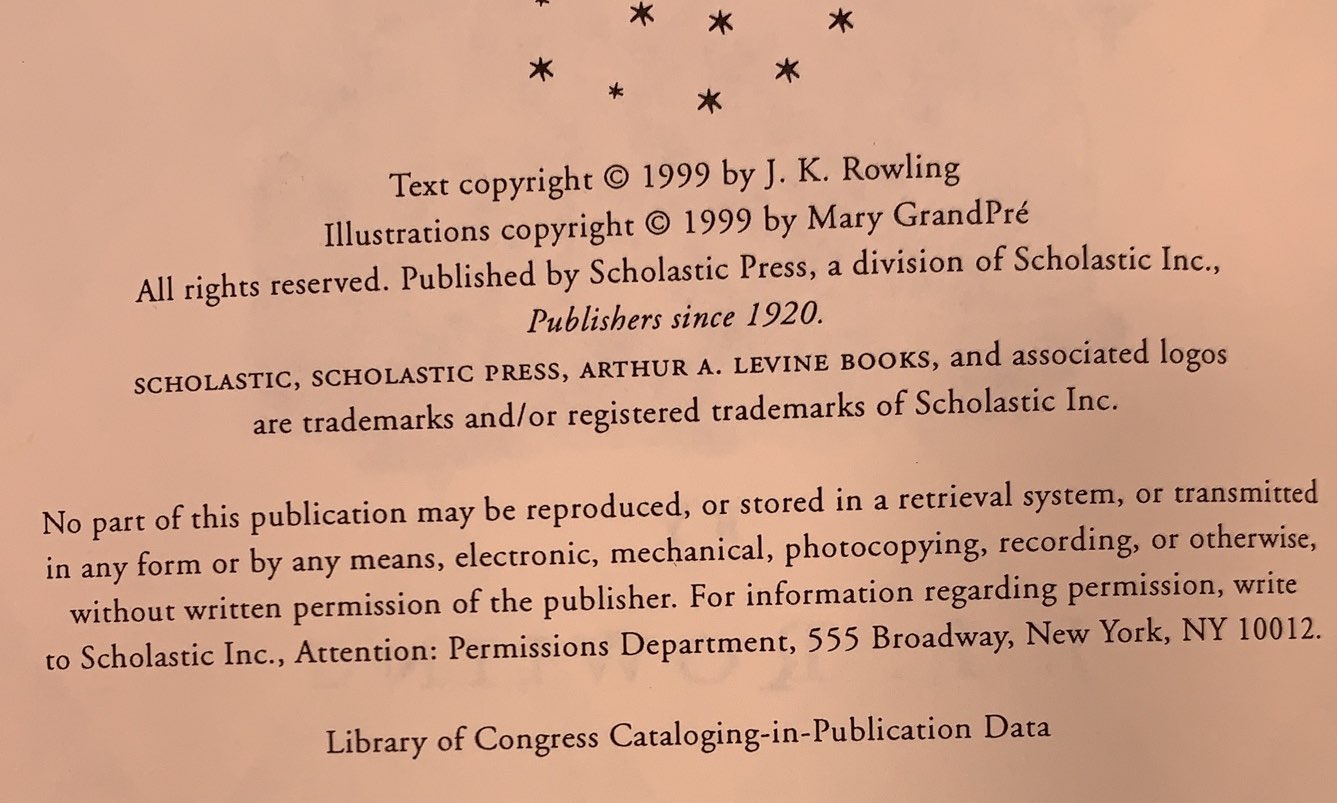 Text copyright © 1999 by J. K. Rowling
Illustrations copyright © 1999 by Mary GrandPré
All rights reserved. Published by Scholastic Press, a division of Scholastic Inc.,
Publishers since 1920.
SCHOLASTIC, SCHOLASTIC PRESS, ARTHUR A. LEVINE BOOKS, and associated logos
are trademarks and/or registered trademarks of Scholastic Inc.
No part of this publication may be reproduced, or stored in a retrieval system, or transmitted
in any form or by any means, electronic, mechanical, photocopying, recording, or otherwise,
without written permission of the publisher. For information regarding permission, write
to Scholastic Inc., Attention: Permissions Department, 555 Broadway, New York, NY 10012.
Library of Congress Cataloging-in-Publication Data